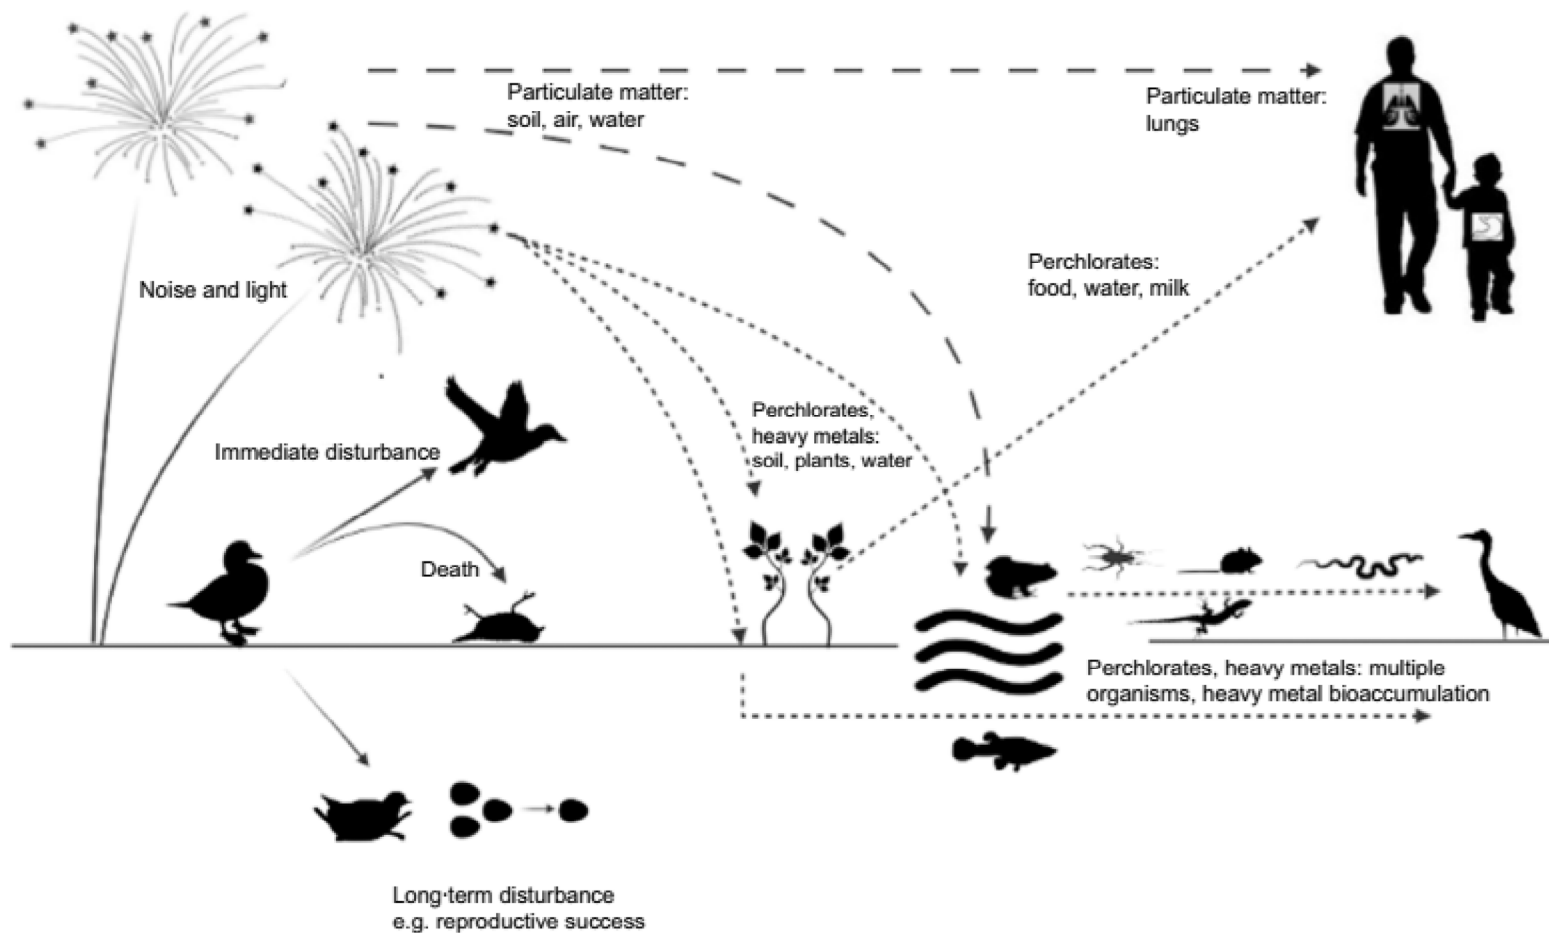 Particulate matter:
soil, air, water
Particulate matter:
lungs
Noise and light
Perchlorates:
food, water, milk
Immediate disturbance
Perchlorates,
heavy metals:
soil, plants, water
Death
Perchlorates, heavy metals: multiple
organisms, heavy metal bioaccumulation
Long·term disturbance
e.g. reproductive success